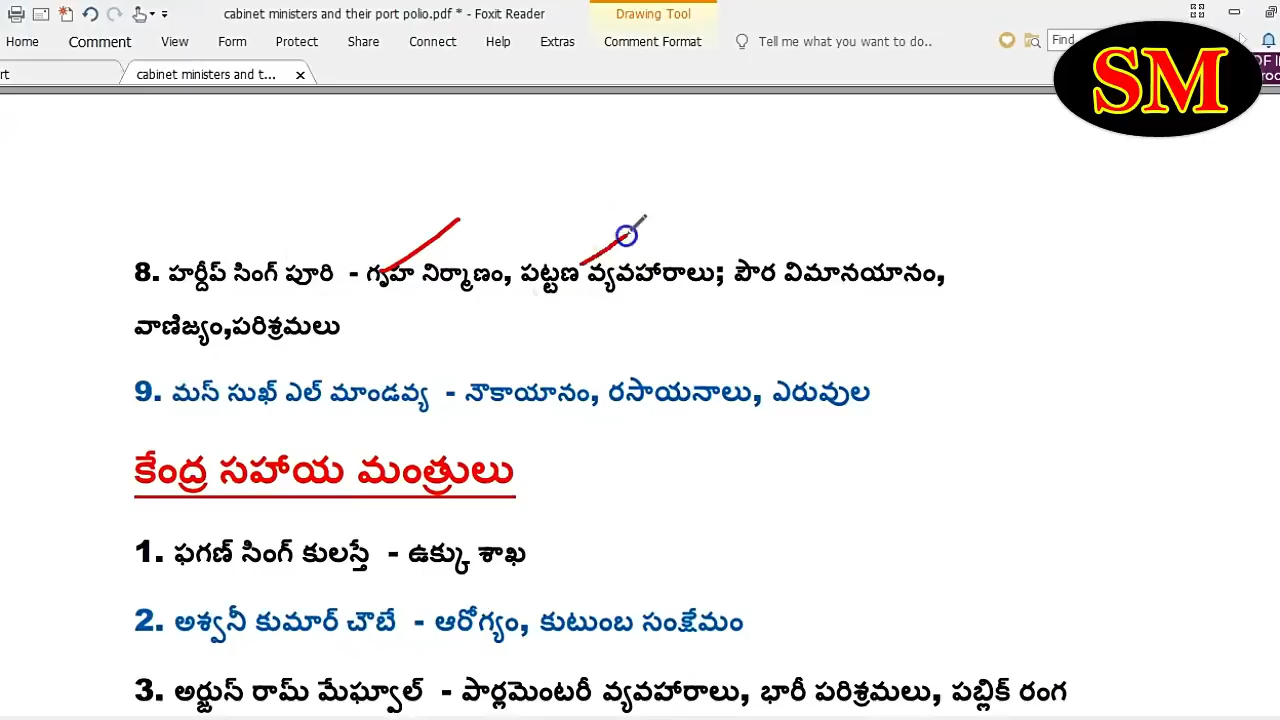 cabinet ministers and their port polio.pdf * - Foxit Reader
Drawing Tool
Home Comment View Form Protect Share Connect Help Extras Comment Format Tell me what you want to do.. Find
rt cabinet ministers and t... ×
SM
8. హర్దీప్ సింగ్ పూరి - గృహ నిర్మాణం, పట్టణ వ్యవహారాలు; పౌర విమానయానం,
వాణిజ్యం,పరిశ్రమలు
9. మస్ సుఖ్ ఎల్ మాండవ్య - నౌకాయానం, రసాయనాలు, ఎరువుల
కేంద్ర సహాయ మంత్రులు
1. ఫగణ్ సింగ్ కులస్తే - ఉక్కు శాఖ
2. అశ్వనీ కుమార్ చౌబే - ఆరోగ్యం, కుటుంబ సంక్షేమం
3. అర్జున్ రామ్ మేఘ్వాల్ - పార్లమెంటరీ వ్యవహారాలు, భారీ పరిశ్రమలు, పబ్లిక్ రంగ